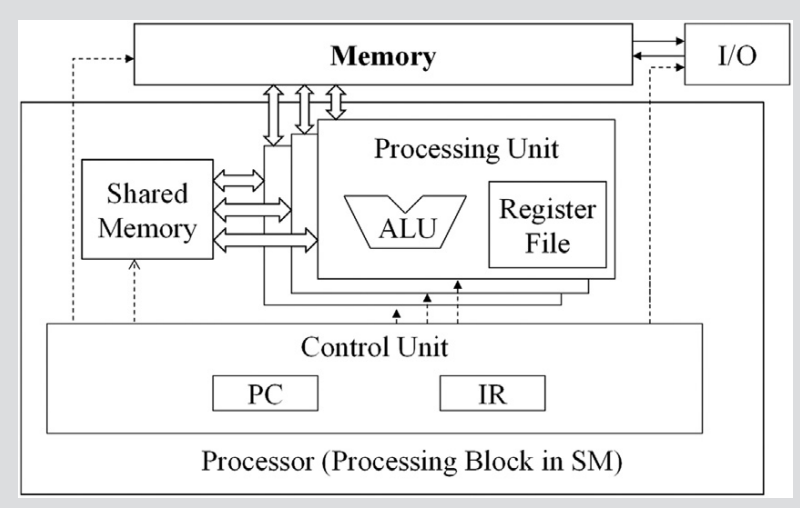 Memory
I/O
Processing Unit
Shared
Memory
ALU
Register
File
Control Unit
PC
IR
Processor (Processing Block in SM)